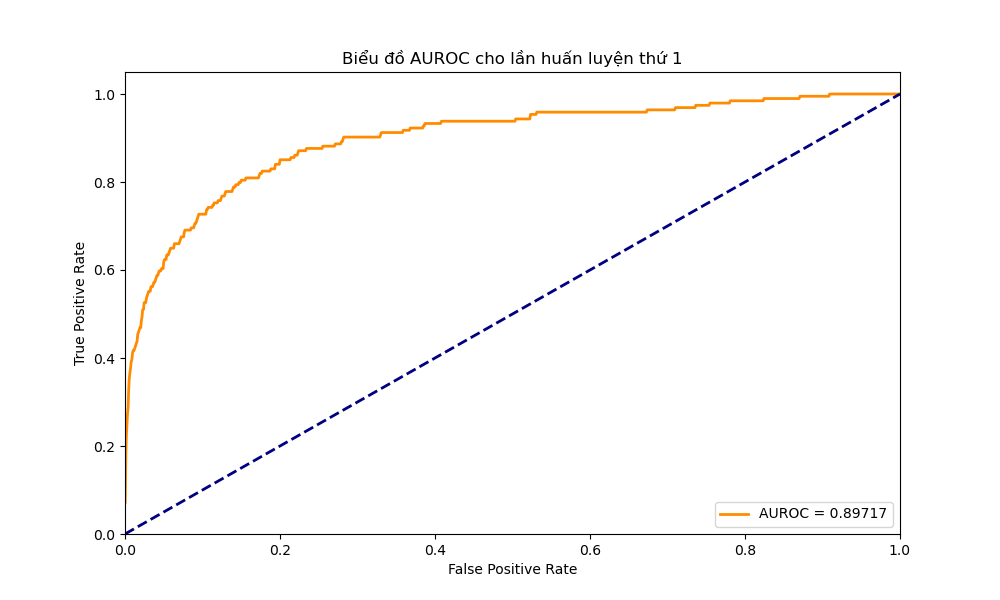 Biểu đồ AUROC cho lần huấn luyện thứ 1
True Positive Rate
1.0
0.8
0.6
0.4
0.2
0.0
AUROC = 0.89717
0.0 0.2 0.4 0.6 0.8 1.0
False Positive Rate